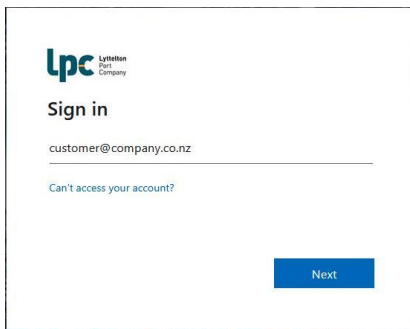 lpc
Lyttelton
Port
Company
Sign in
customer@company.co.nz
Can't access your account?
Next